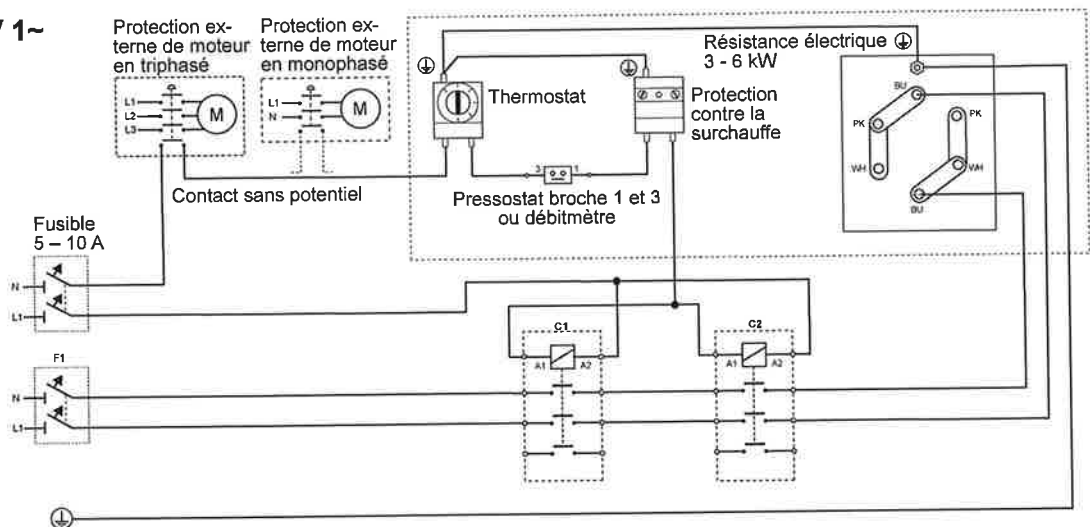 / 1~
Protection ex-
terne de moteur
en triphasé
Protection ex-
terne de moteur
en monophasé
L1
L2
L3
M
L1
N
M
Contact sans potentiel
Thermostat
3
1
Pressostat broche 1 et 3
ou débitmètre
Résistance électrique
3 - 6 kW
Protection
contre la
surchauffe
BU
PK
WH
PK
WH
BU
Fusible
5 – 10 A
N
L1
F1
N
L1
C1
A1
A2
C2
A1
A2